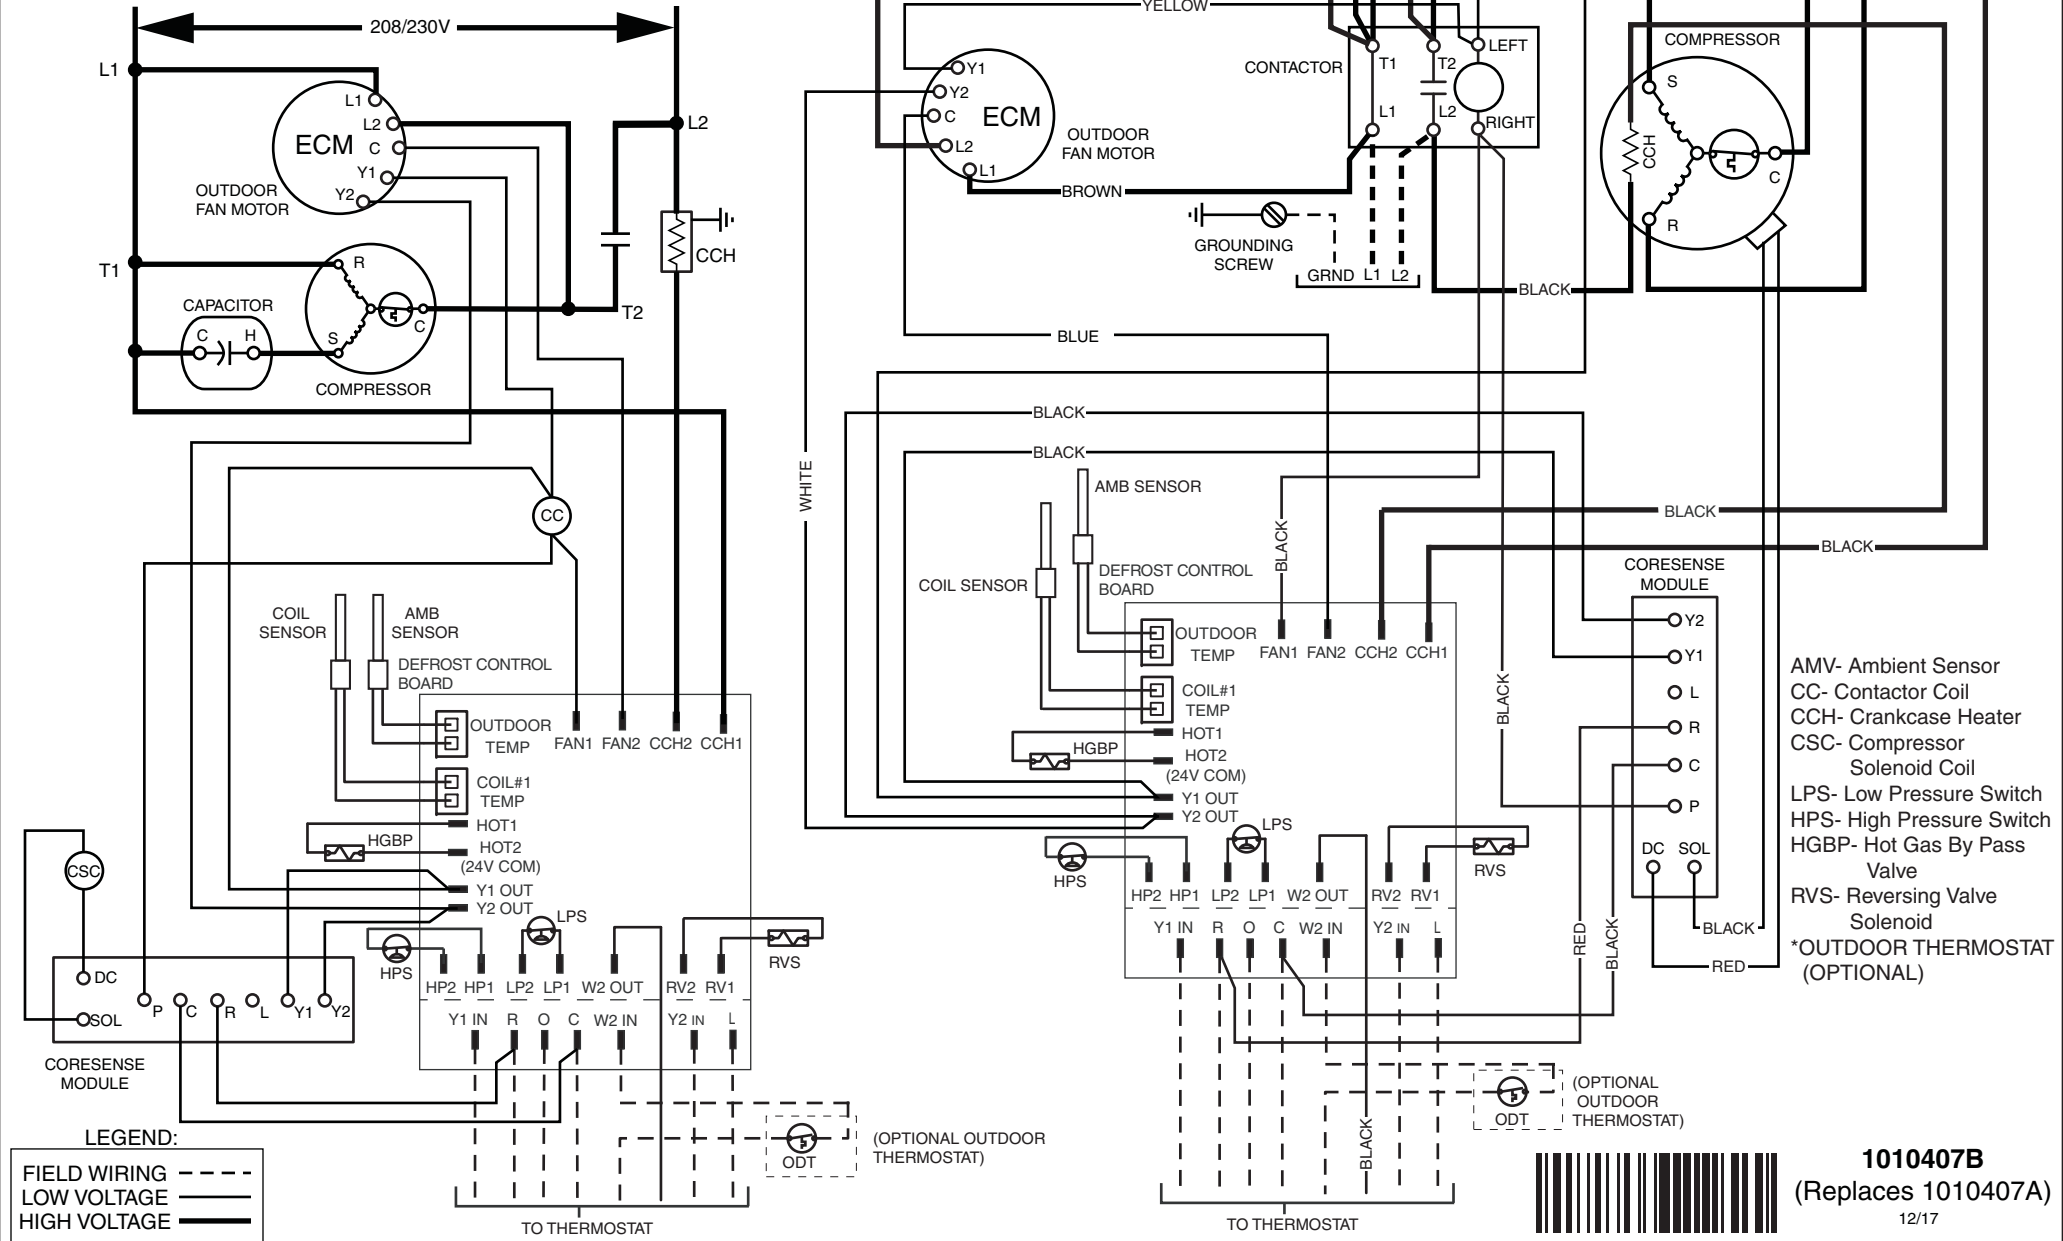 208/230V
L1
L1
L2
C
Y1
Y2
ECM
OUTDOOR
FAN MOTOR
L2
CCH
T1
R
S
C
T2
CAPACITOR
C H
COMPRESSOR
CC
COIL
SENSOR
AMB
SENSOR
DEFROST CONTROL
BOARD
OUTDOOR
TEMP
FAN1 FAN2 CCH2 CCH1
COIL#1
TEMP
HOT1
HGBP
HOT2
(24V COM)
Y1 OUT
Y2 OUT
LPS
HPS
RVS
HP2 HP1 LP2 LP1 W2 OUT RV2 RV1
Y1 IN R O C W2 IN Y2 IN L
CSC
DC
SOL
P C R L Y1 Y2
CORESENSE
MODULE
ODT
(OPTIONAL OUTDOOR
THERMOSTAT)
TO THERMOSTAT
LEGEND:
FIELD WIRING
LOW VOLTAGE
HIGH VOLTAGE
YELLOW
Y1
Y2
C
L2
L1
ECM
OUTDOOR
FAN MOTOR
BROWN
CONTACTOR
T1 T2 LEFT
L1 L2 RIGHT
GROUNDING
SCREW
GRND L1 L2
COMPRESSOR
S
CCH
C
R
BLACK
BLUE
BLACK
BLACK
WHITE
AMB SENSOR
COIL SENSOR
DEFROST CONTROL
BOARD
BLACK
BLACK
BLACK
OUTDOOR
TEMP
FAN1 FAN2 CCH2 CCH1
COIL#1
TEMP
HOT1
HGBP
HOT2
(24V COM)
Y1 OUT
Y2 OUT
LPS
HPS
RVS
HP2 HP1 LP2 LP1 W2 OUT RV2 RV1
Y1 IN R O C W2 IN Y2 IN L
BLACK
CORESENSE
MODULE
Y2
Y1
L
R
C
P
DC SOL
BLACK
RED
RED
BLACK
BLACK
ODT
(OPTIONAL
OUTDOOR
THERMOSTAT)
TO THERMOSTAT
AMV- Ambient Sensor
CC- Contactor Coil
CCH- Crankcase Heater
CSC- Compressor
Solenoid Coil
LPS- Low Pressure Switch
HPS- High Pressure Switch
HGBP- Hot Gas By Pass
Valve
RVS- Reversing Valve
Solenoid
*OUTDOOR THERMOSTAT
(OPTIONAL)
1010407B
(Replaces 1010407A)
12/17